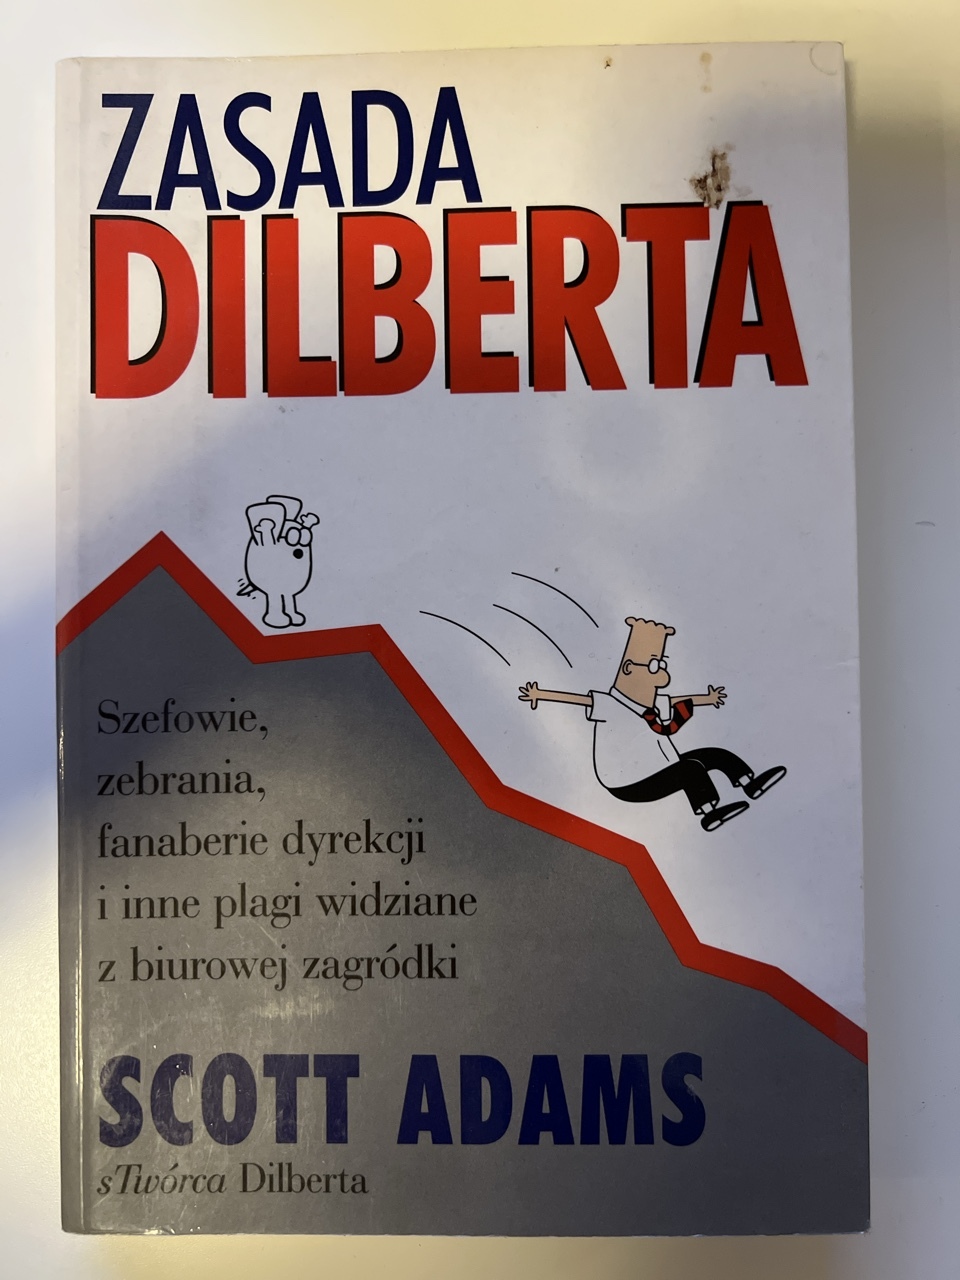 ZASADA
DILBERTA
Szefowie,
zebrania,
fanaberie dyrekcji
i inne plagi widziane
z biurowej zagródki
SCOTT ADAMS
sTwórca Dilberta